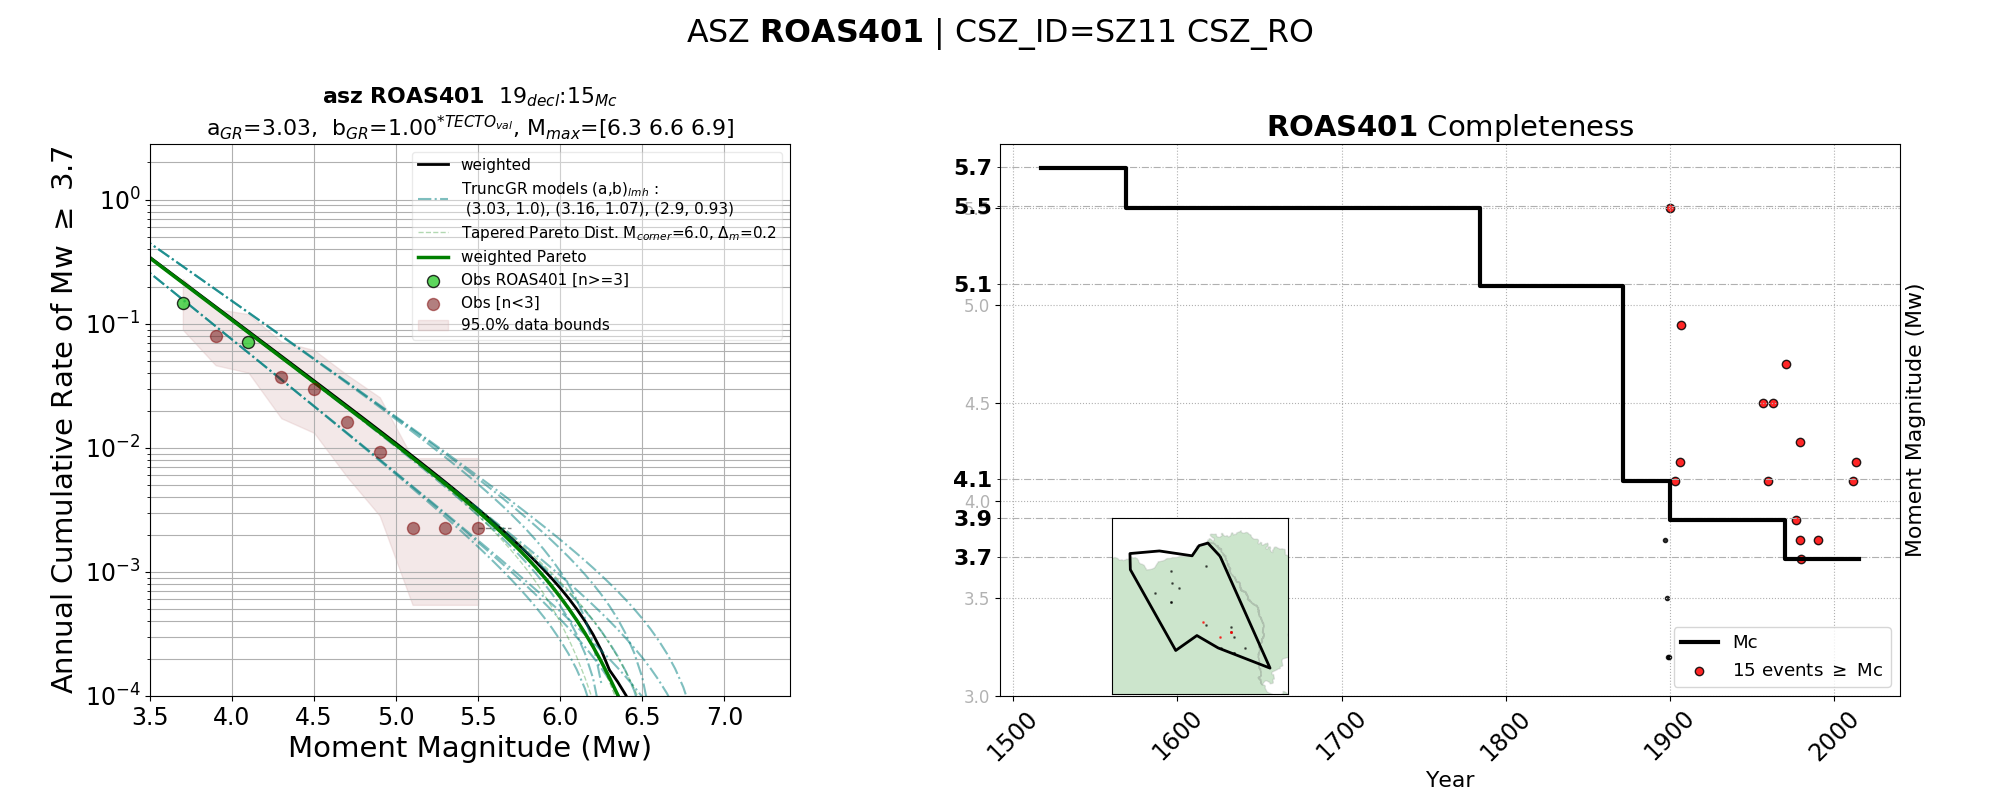 ASZ ROAS401 | CSZ_ID=SZ11 CSZ_RO
asz ROAS401 19decl:15Mc
aGR=3.03, bGR=1.00*TECTOval, Mmax=[6.3 6.6 6.9]
Annual Cumulative Rate of Mw ≥ 3.7
10^0
10^-1
10^-2
10^-3
10^-4
weighted
TruncGR models (a,b)lmh :
(3.03, 1.0), (3.16, 1.07), (2.9, 0.93)
Tapered Pareto Dist. Mcorner=6.0, Δm=0.2
weighted Pareto
Obs ROAS401 [n>=3]
Obs [n<3]
95.0% data bounds
3.5 4.0 4.5 5.0 5.5 6.0 6.5 7.0
Moment Magnitude (Mw)
ROAS401 Completeness
5.7
5.5
5.1
5.0
4.5
4.1
4.0
3.9
3.7
3.5
3.0
Mc
15 events ≥ Mc
1500 1600 1700 1800 1900 2000
Year
Moment Magnitude (Mw)